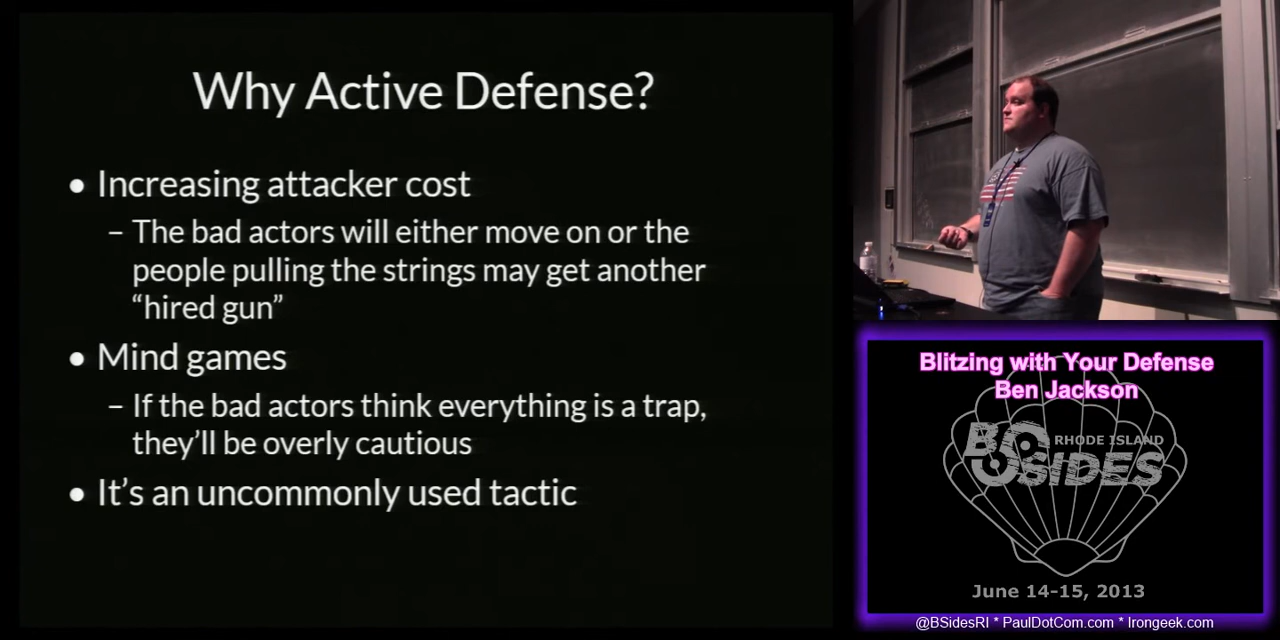 Why Active Defense?
• Increasing attacker cost
– The bad actors will either move on or the
people pulling the strings may get another
“hired gun”
• Mind games
– If the bad actors think everything is a trap,
they’ll be overly cautious
• It’s an uncommonly used tactic
Blitzing with Your Defense
Ben Jackson
RHODE ISLAND
BSIDES
June 14-15, 2013
@BSidesRI * PaulDotCom.com * Irongeek.com